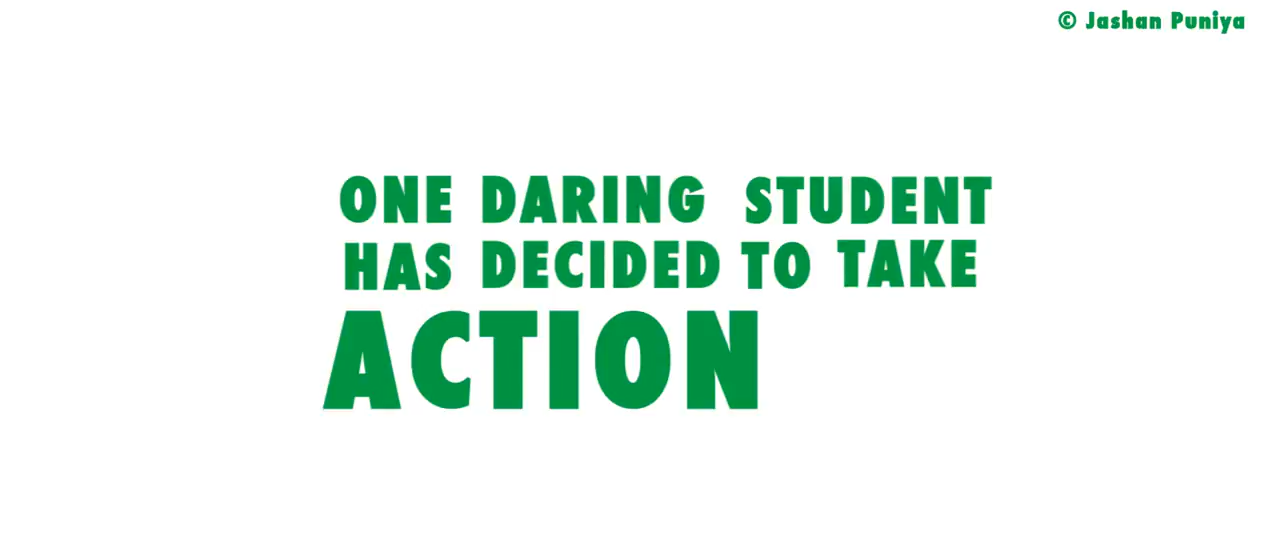 © Jashan Puniya
ONE DARING STUDENT
HAS DECIDED TO TAKE
ACTION